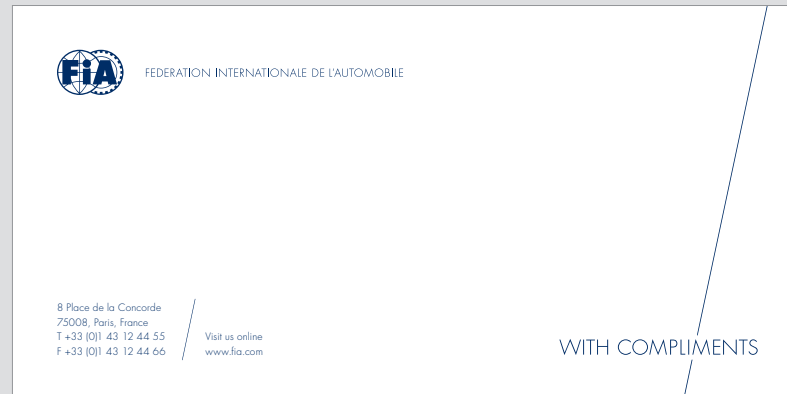 FiA
FEDERATION INTERNATIONALE DE L'AUTOMOBILE
8 Place de la Concorde
75008, Paris, France
T +33 (0)1 43 12 44 55
F +33 (0)1 43 12 44 66
Visit us online
www.fia.com
WITH COMPLIMENTS